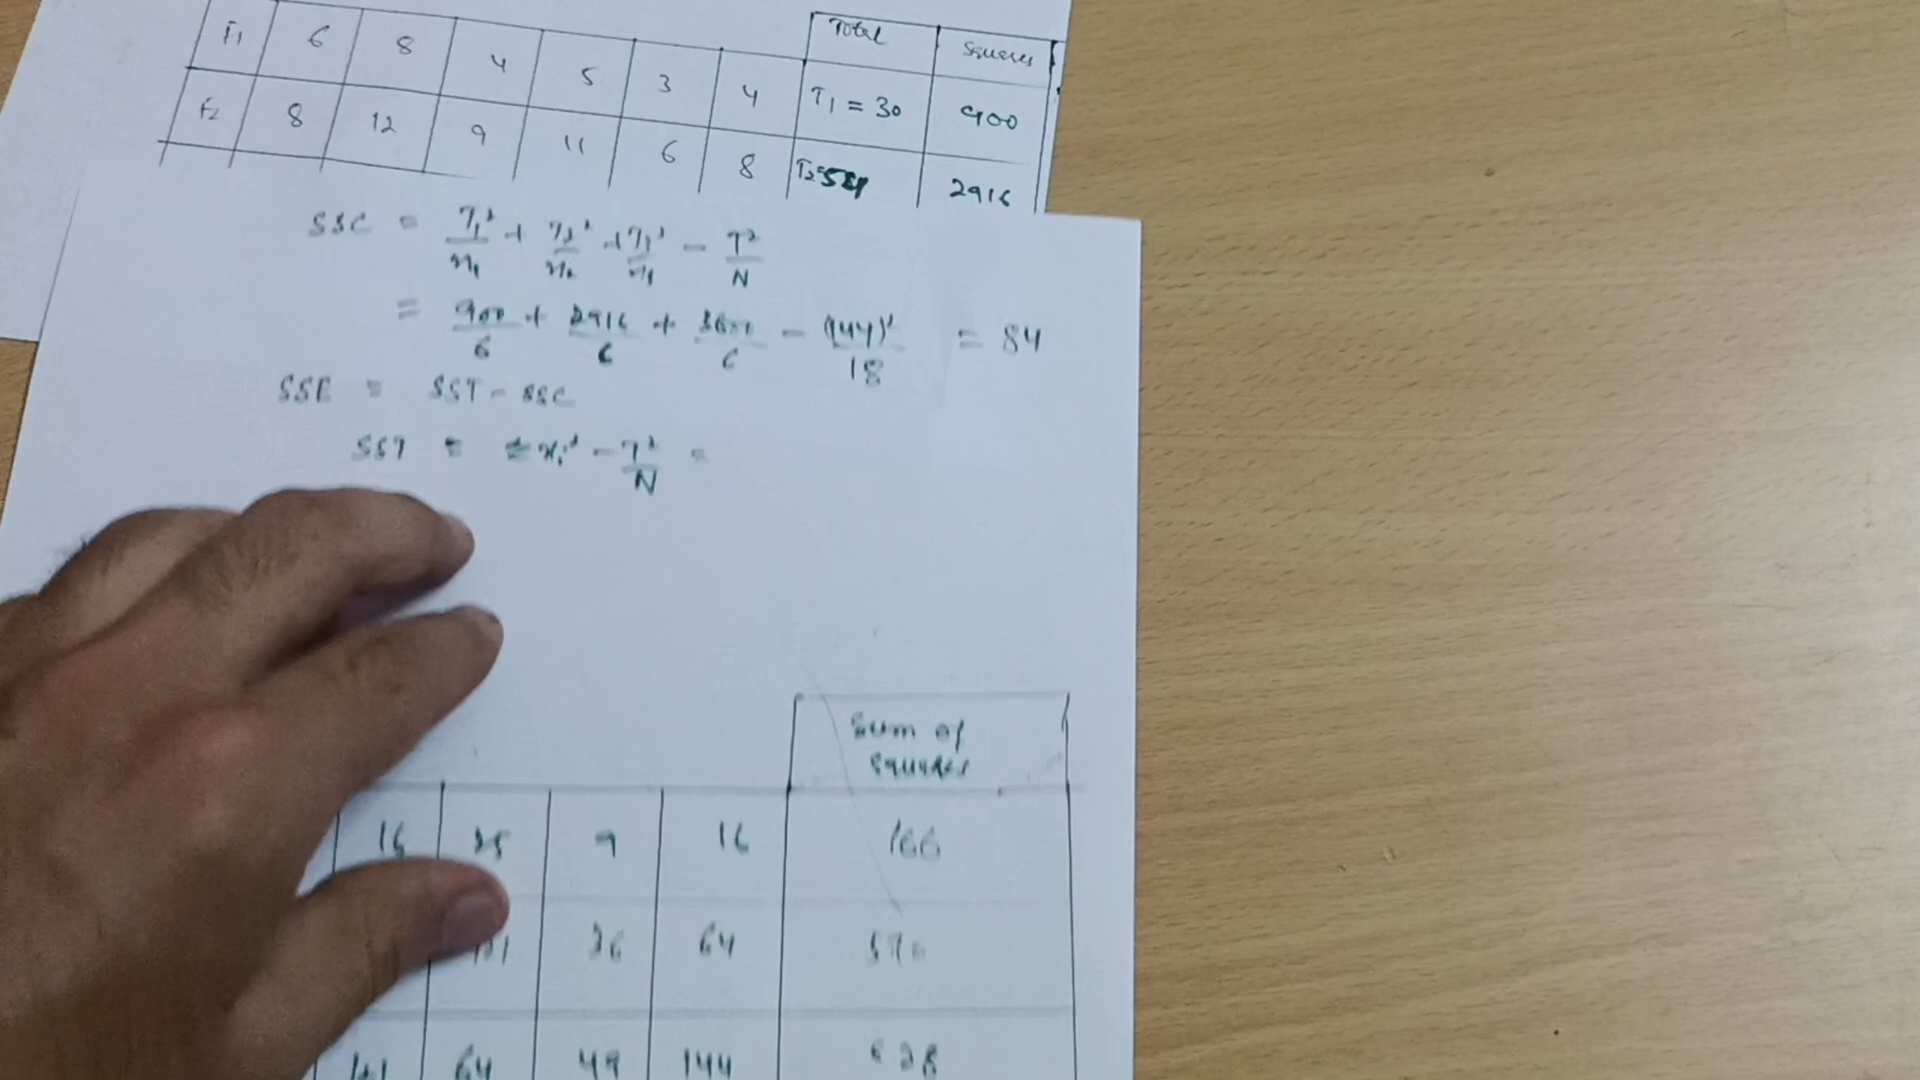 Total Squares
F1 6 8 4 5 3 4 T1 = 30 900
F2 8 12 9 11 6 8 T2=54 2916
SSC = T1²/n1 + T2²/n2 + T3²/n3 - T²/N
= 900/6 + 2916/6 + 3600/6 - (144)²/18 = 84
SSE = SST - SSC
SST = Σxi² - T²/N =
Sum of
squares
16 25 9 16 166
36 64
64 49 144 628